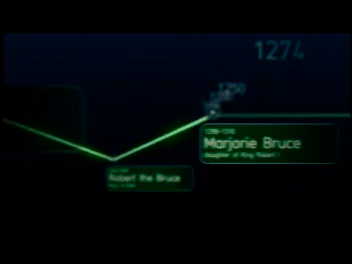 1274
1296-1316
Marjorie Bruce
daughter of King Robert I
Robert the Bruce